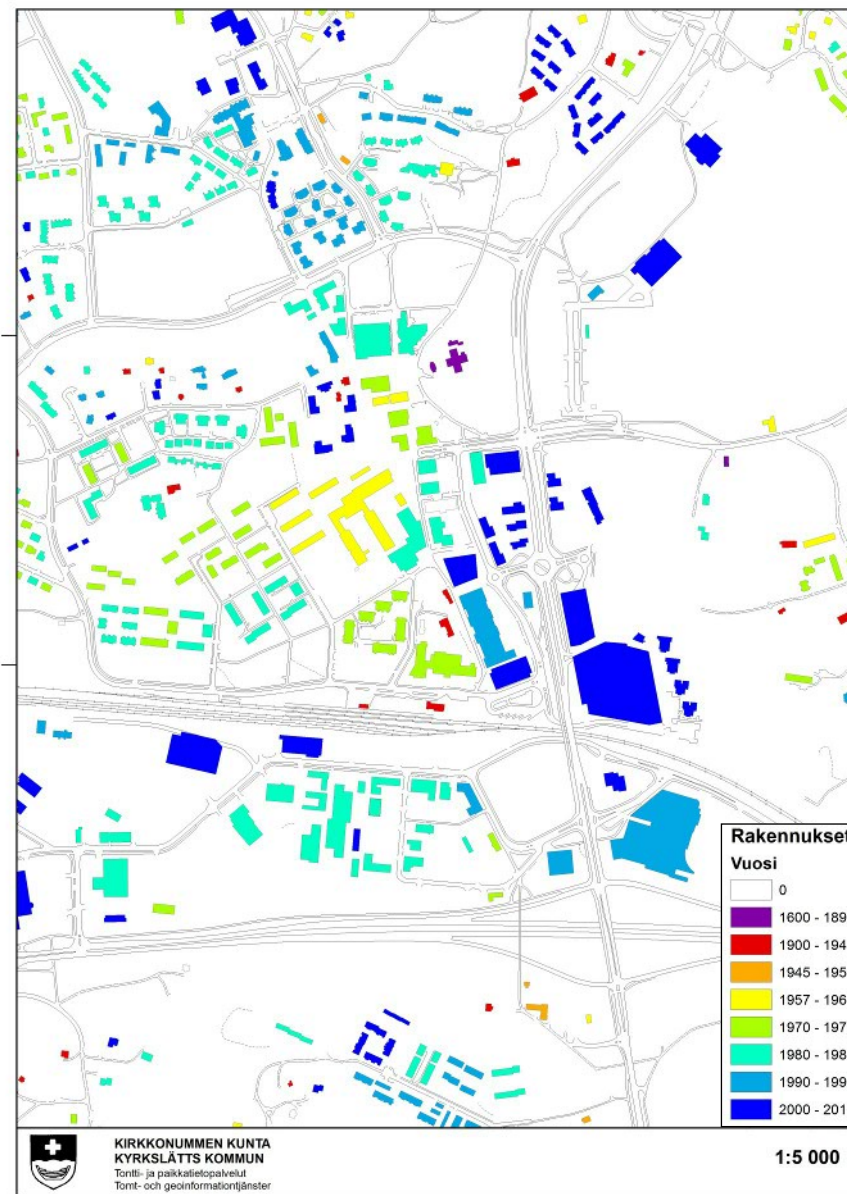 Rakennukset
Vuosi
0
1600 - 189
1900 - 194
1945 - 195
1957 - 196
1970 - 197
1980 - 198
1990 - 199
2000 - 201
KIRKKONUMMEN KUNTA
KYRKSLÄTTS KOMMUN
Tontti- ja paikkatietopalvelut
Tomt- och geoinformationtjänster
1:5 000